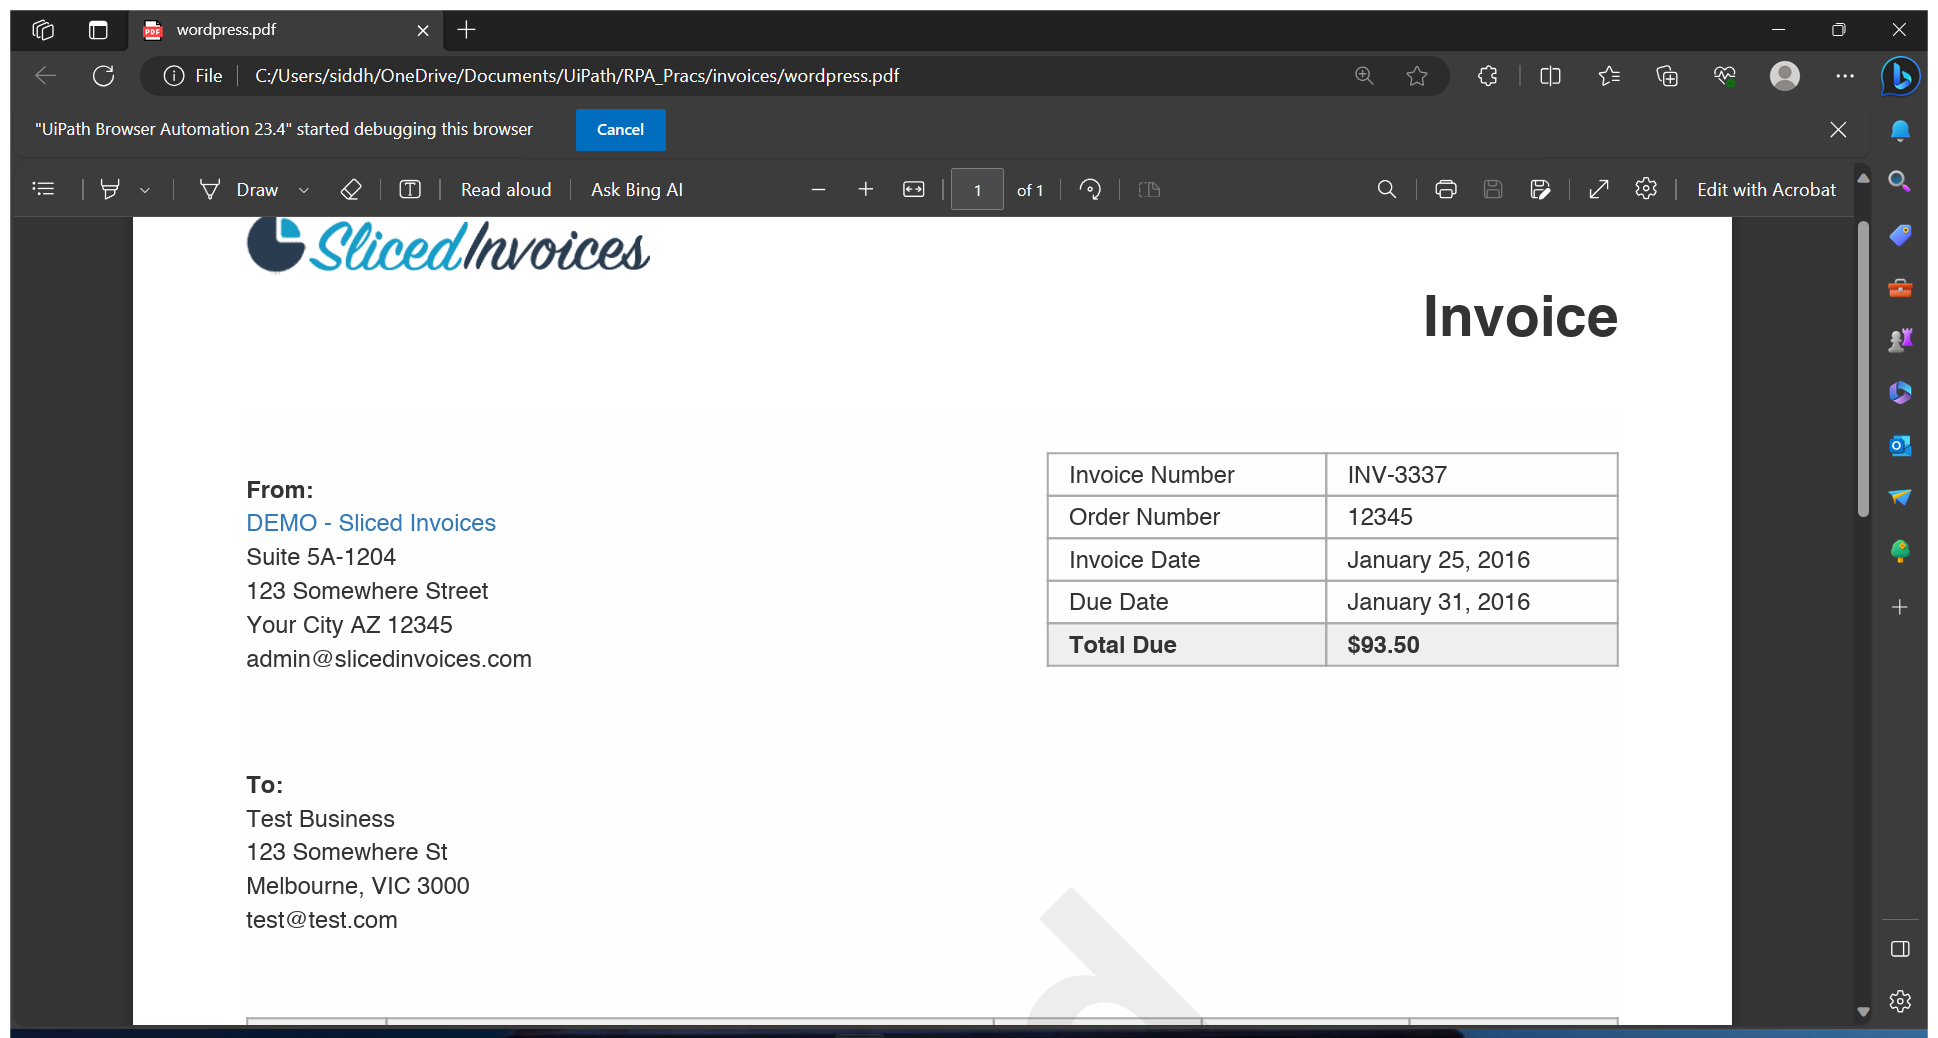 wordpress.pdf
File
C:/Users/siddh/OneDrive/Documents/UiPath/RPA_Pracs/invoices/wordpress.pdf
"UiPath Browser Automation 23.4" started debugging this browser
Cancel
Draw
Read aloud
Ask Bing AI
1
of 1
Edit with Acrobat
SlicedInvoices
Invoice
From:
DEMO - Sliced Invoices
Suite 5A-1204
123 Somewhere Street
Your City AZ 12345
admin@slicedinvoices.com
Invoice Number INV-3337
Order Number 12345
Invoice Date January 25, 2016
Due Date January 31, 2016
Total Due $93.50
To:
Test Business
123 Somewhere St
Melbourne, VIC 3000
test@test.com